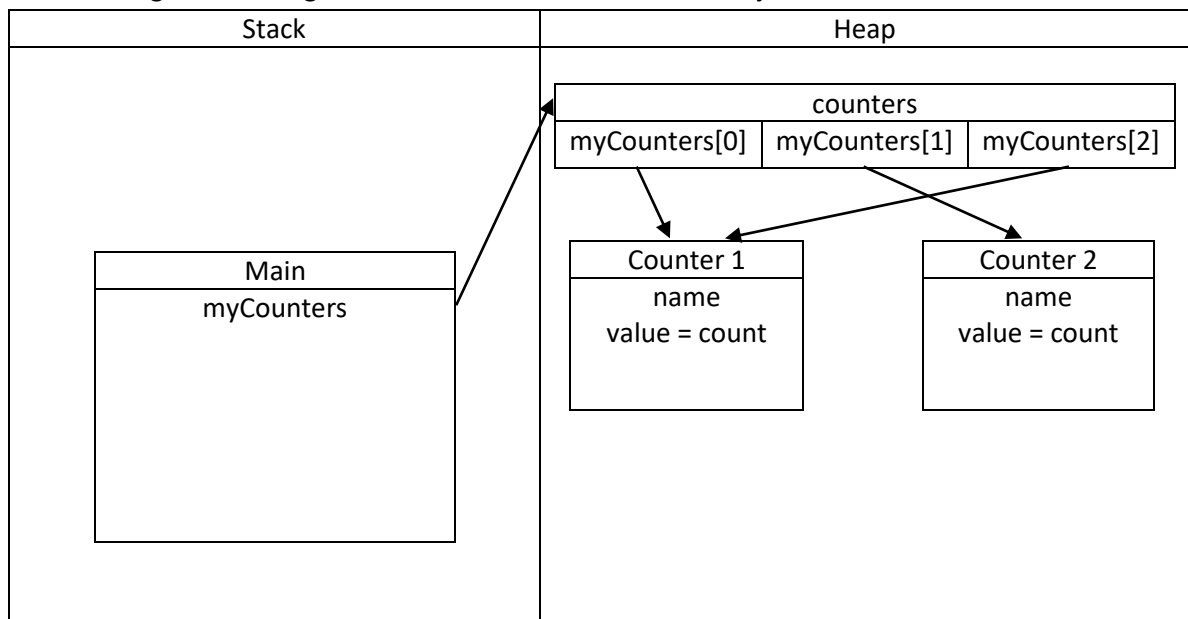 Stack
Heap
counters
myCounters[0] myCounters[1] myCounters[2]
Main
myCounters
Counter 1
name
value = count
Counter 2
name
value = count